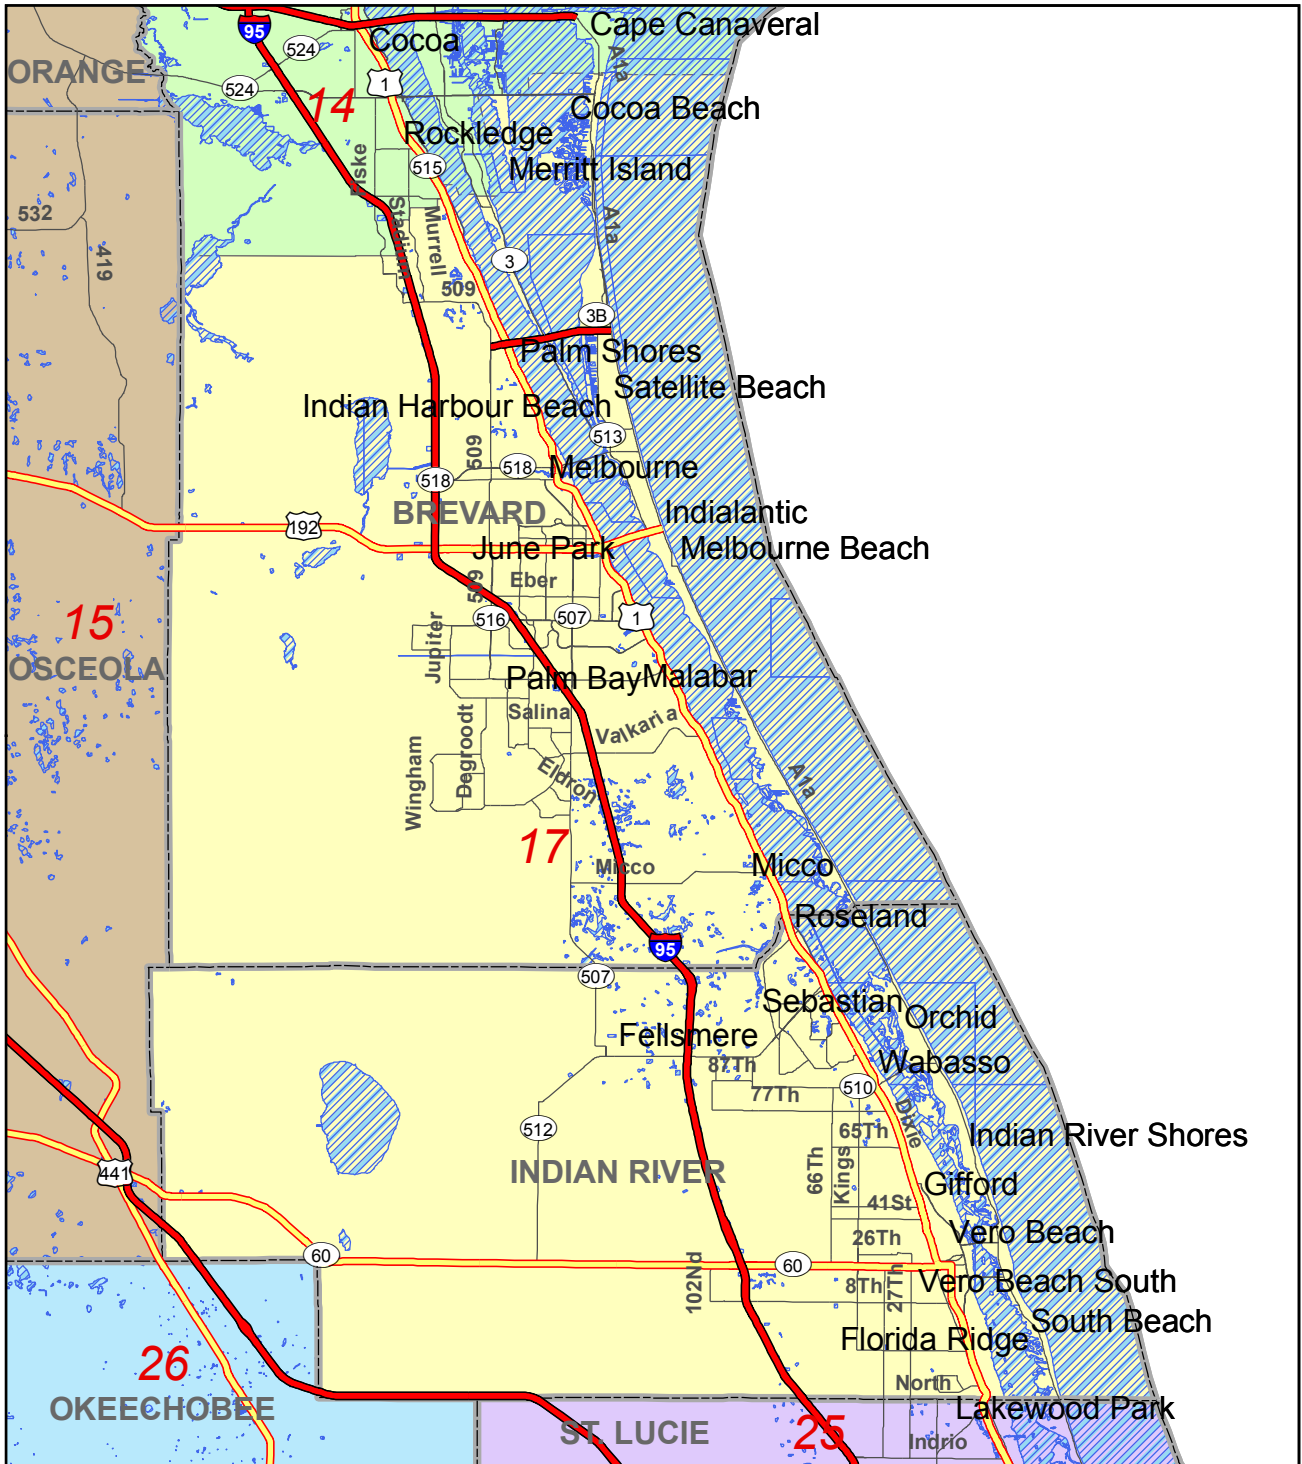 95
Cape Canaveral
524
Cocoa
A1a
ORANGE
524
14
1
Cocoa Beach
Rockledge
Fiske
515
Merritt Island
532
Stadium
Murrell
A1a
419
3
509
3B
Palm Shores
Satellite Beach
Indian Harbour Beach
513
509
518
518
Melbourne
BREVARD
Indialantic
192
June Park
Melbourne Beach
509
Eber
15
516
507
1
Jupiter
OSCEOLA
Palm Bay
Malabar
Salina
Valkaria
Degroodt
Wingham
Eldron
A1a
17
Micco
Micco
Roseland
95
507
Sebastian
Orchid
Fellsmere
Wabasso
87Th
77Th
510
Dixie
512
65Th
Indian River Shores
INDIAN RIVER
66Th
Kings
441
Gifford
41St
Vero Beach
26Th
60
60
102Nd
8Th
27Th
Vero Beach South
South Beach
Florida Ridge
26
North
OKEECHOBEE
Lakewood Park
ST. LUCIE
25
Indrio